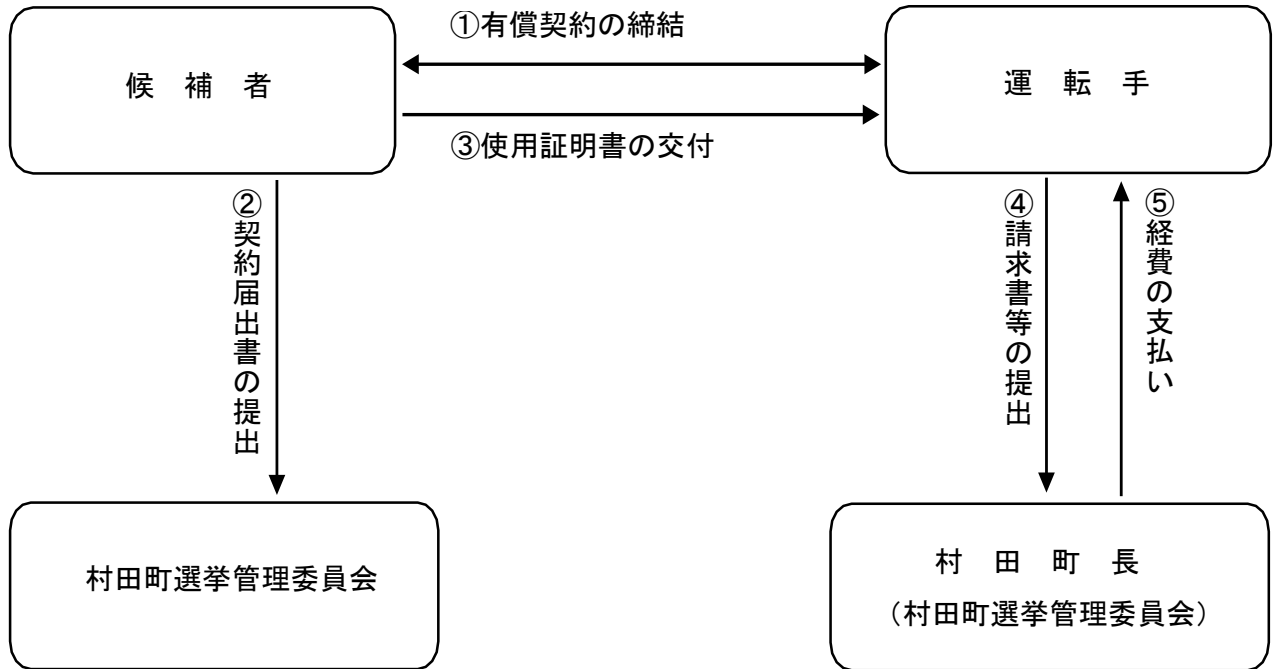 ①有償契約の締結
候　補　者
運　転　手
③使用証明書の交付
②契約届出書の提出
④請求書等の提出
⑤経費の支払い
村田町選挙管理委員会
村　田　町　長
（村田町選挙管理委員会）